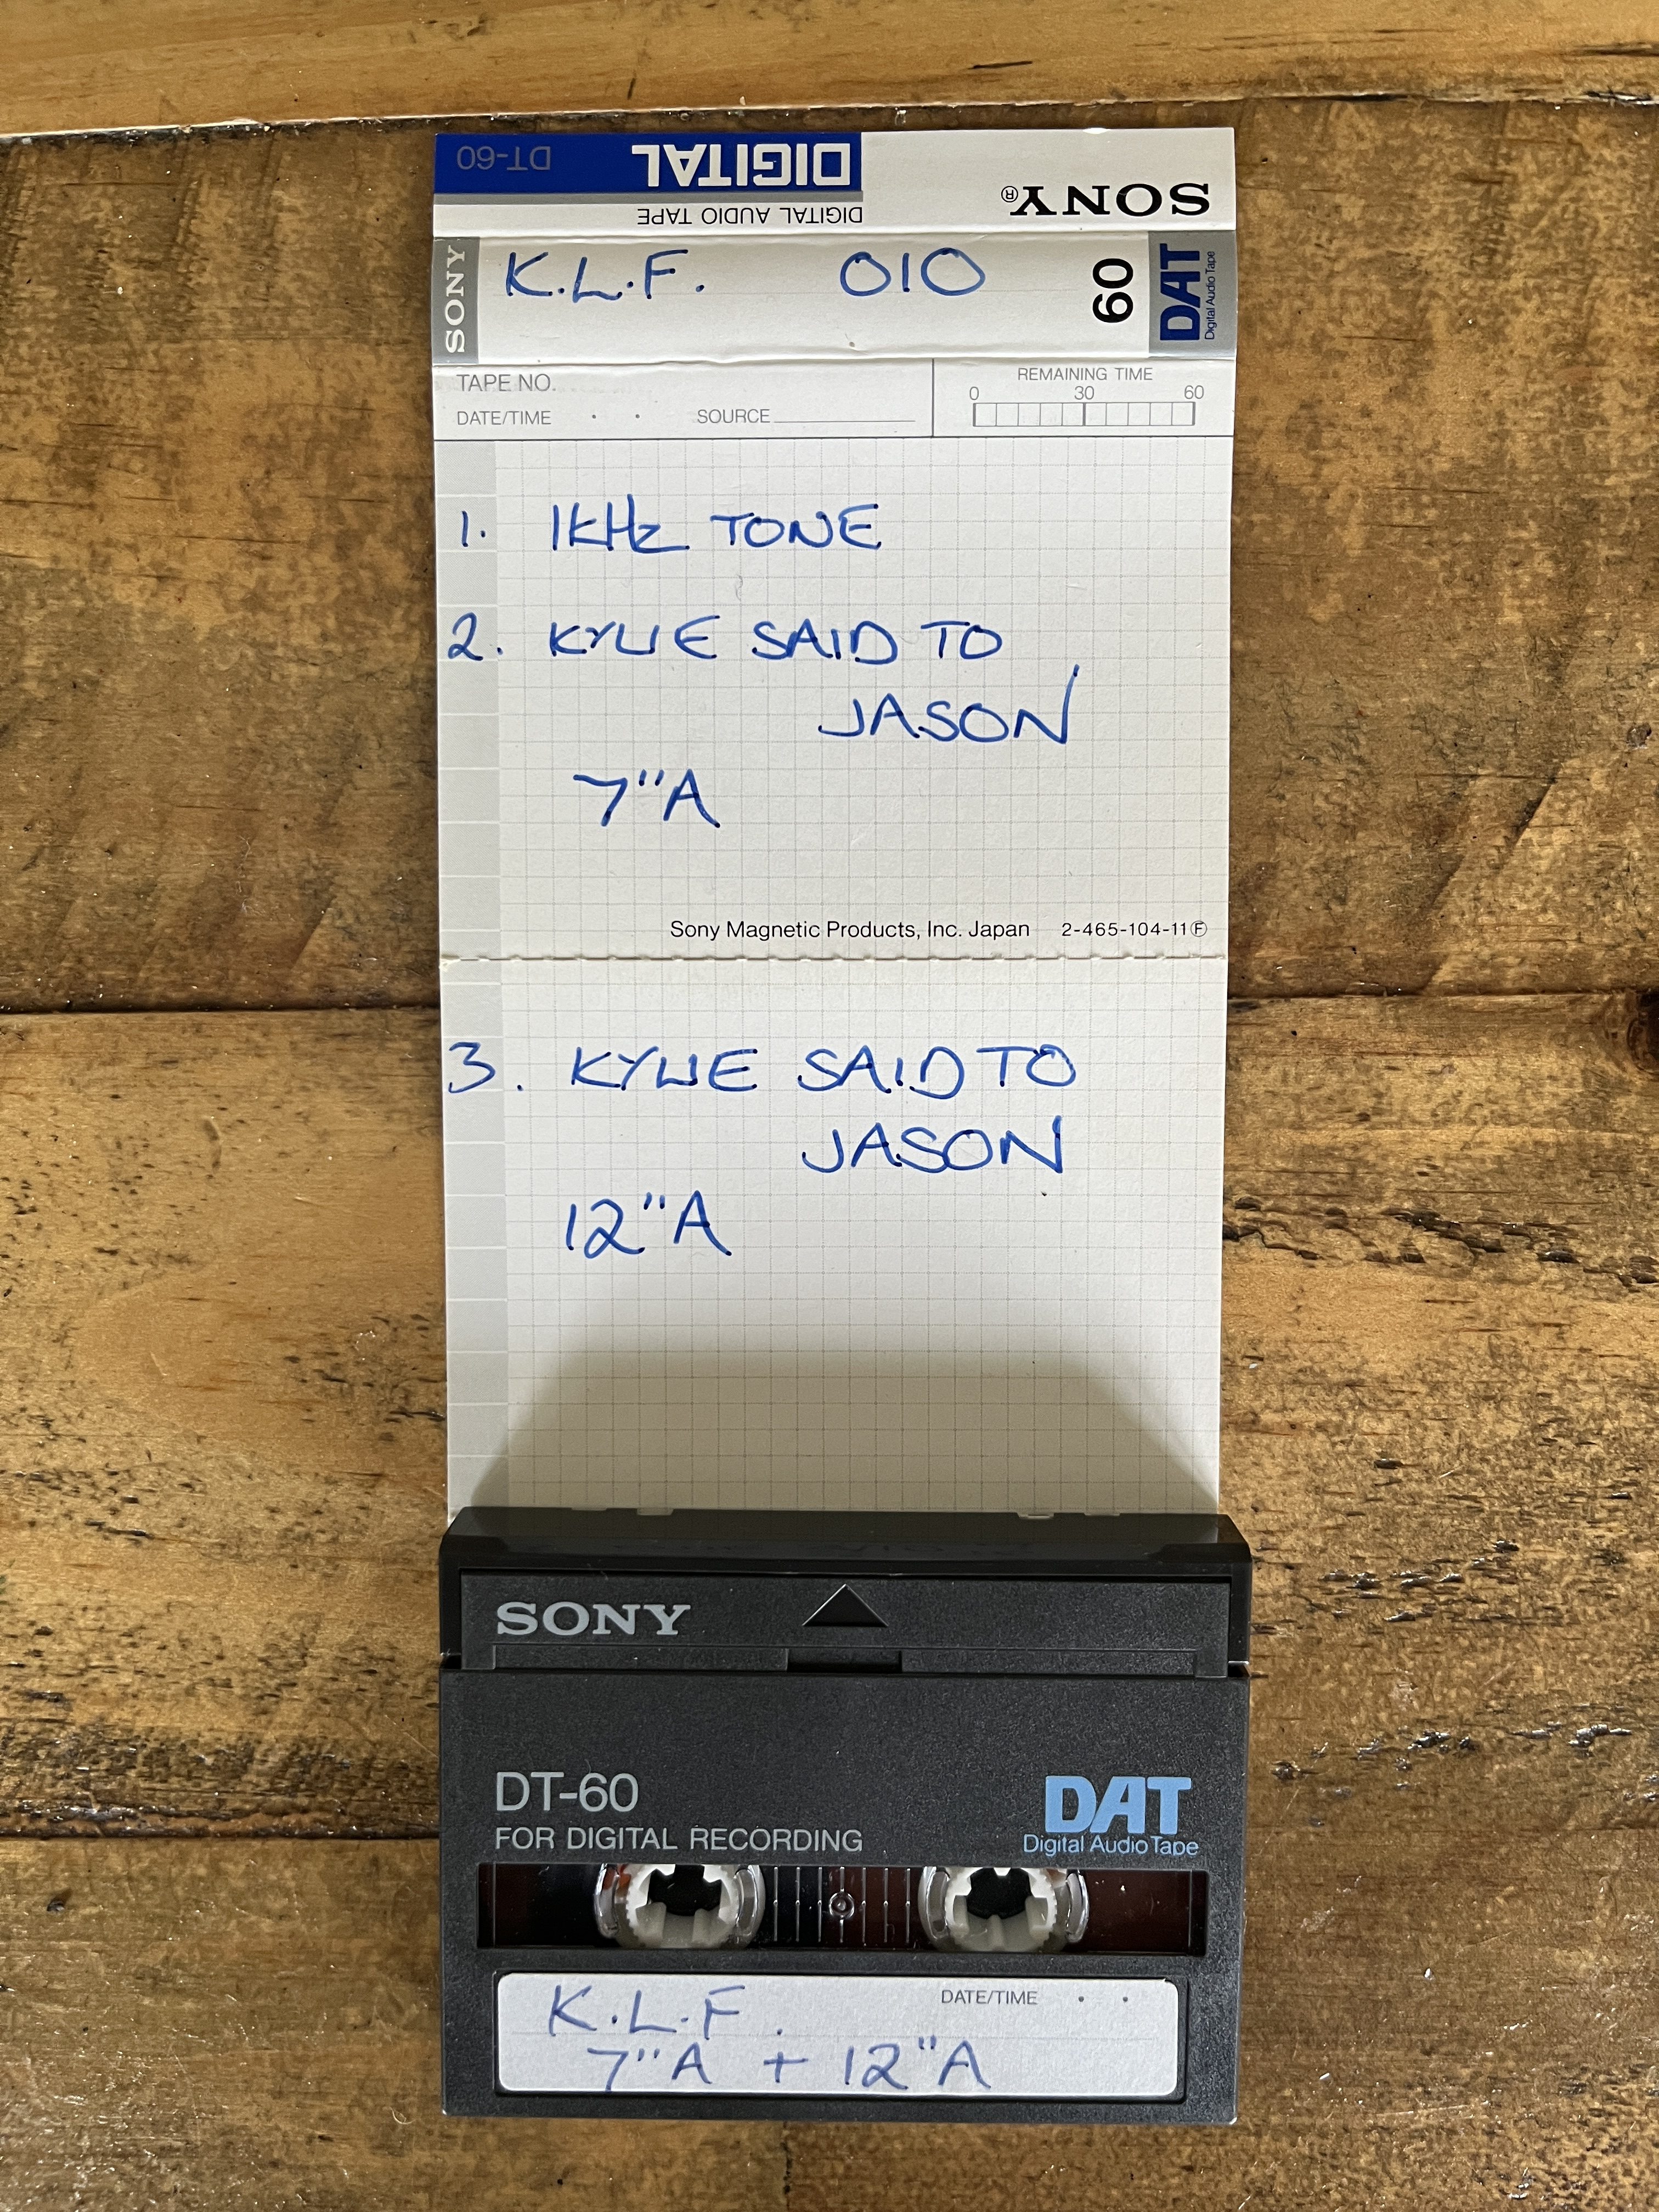 DT-60 DIGITAL
DIGITAL AUDIO TAPE
SONY®
SONY K.L.F. 010 60 DAT
Digital Audio Tape
TAPE NO.
DATE/TIME . . SOURCE
REMAINING TIME
0 30 60
1. 1KHz TONE
2. KYLIE SAID TO
JASON
7"A
Sony Magnetic Products, Inc. Japan 2-465-104-11Ⓕ
3. KYLIE SAID TO
JASON
12"A
SONY
DT-60
FOR DIGITAL RECORDING
DAT
Digital Audio Tape
K.L.F. DATE/TIME . .
7"A + 12"A